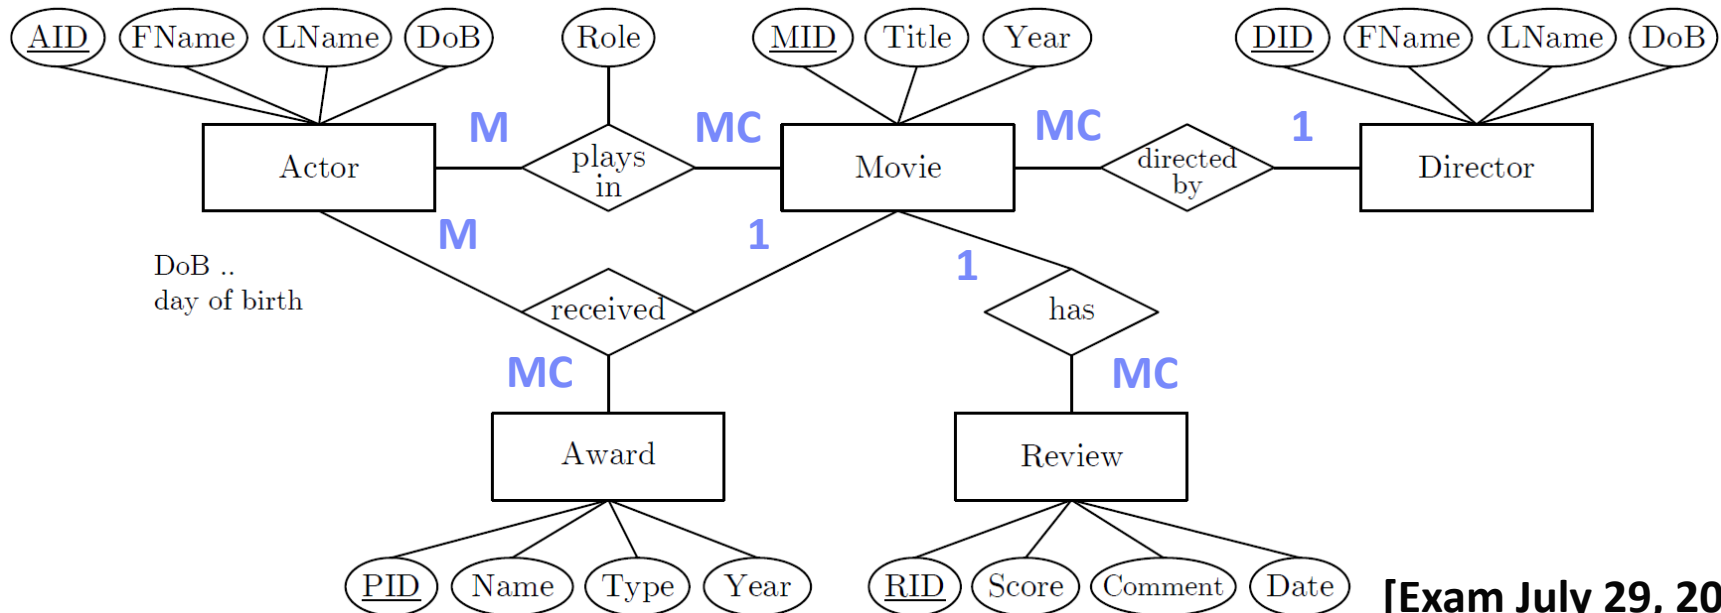 AID FName LName DoB Role MID Title Year DID FName LName DoB
M MC MC 1
Actor plays in Movie directed by Director
M 1 1
DoB ..
day of birth
received has
MC MC
Award Review
PID Name Type Year RID Score Comment Date [Exam July 29, 20